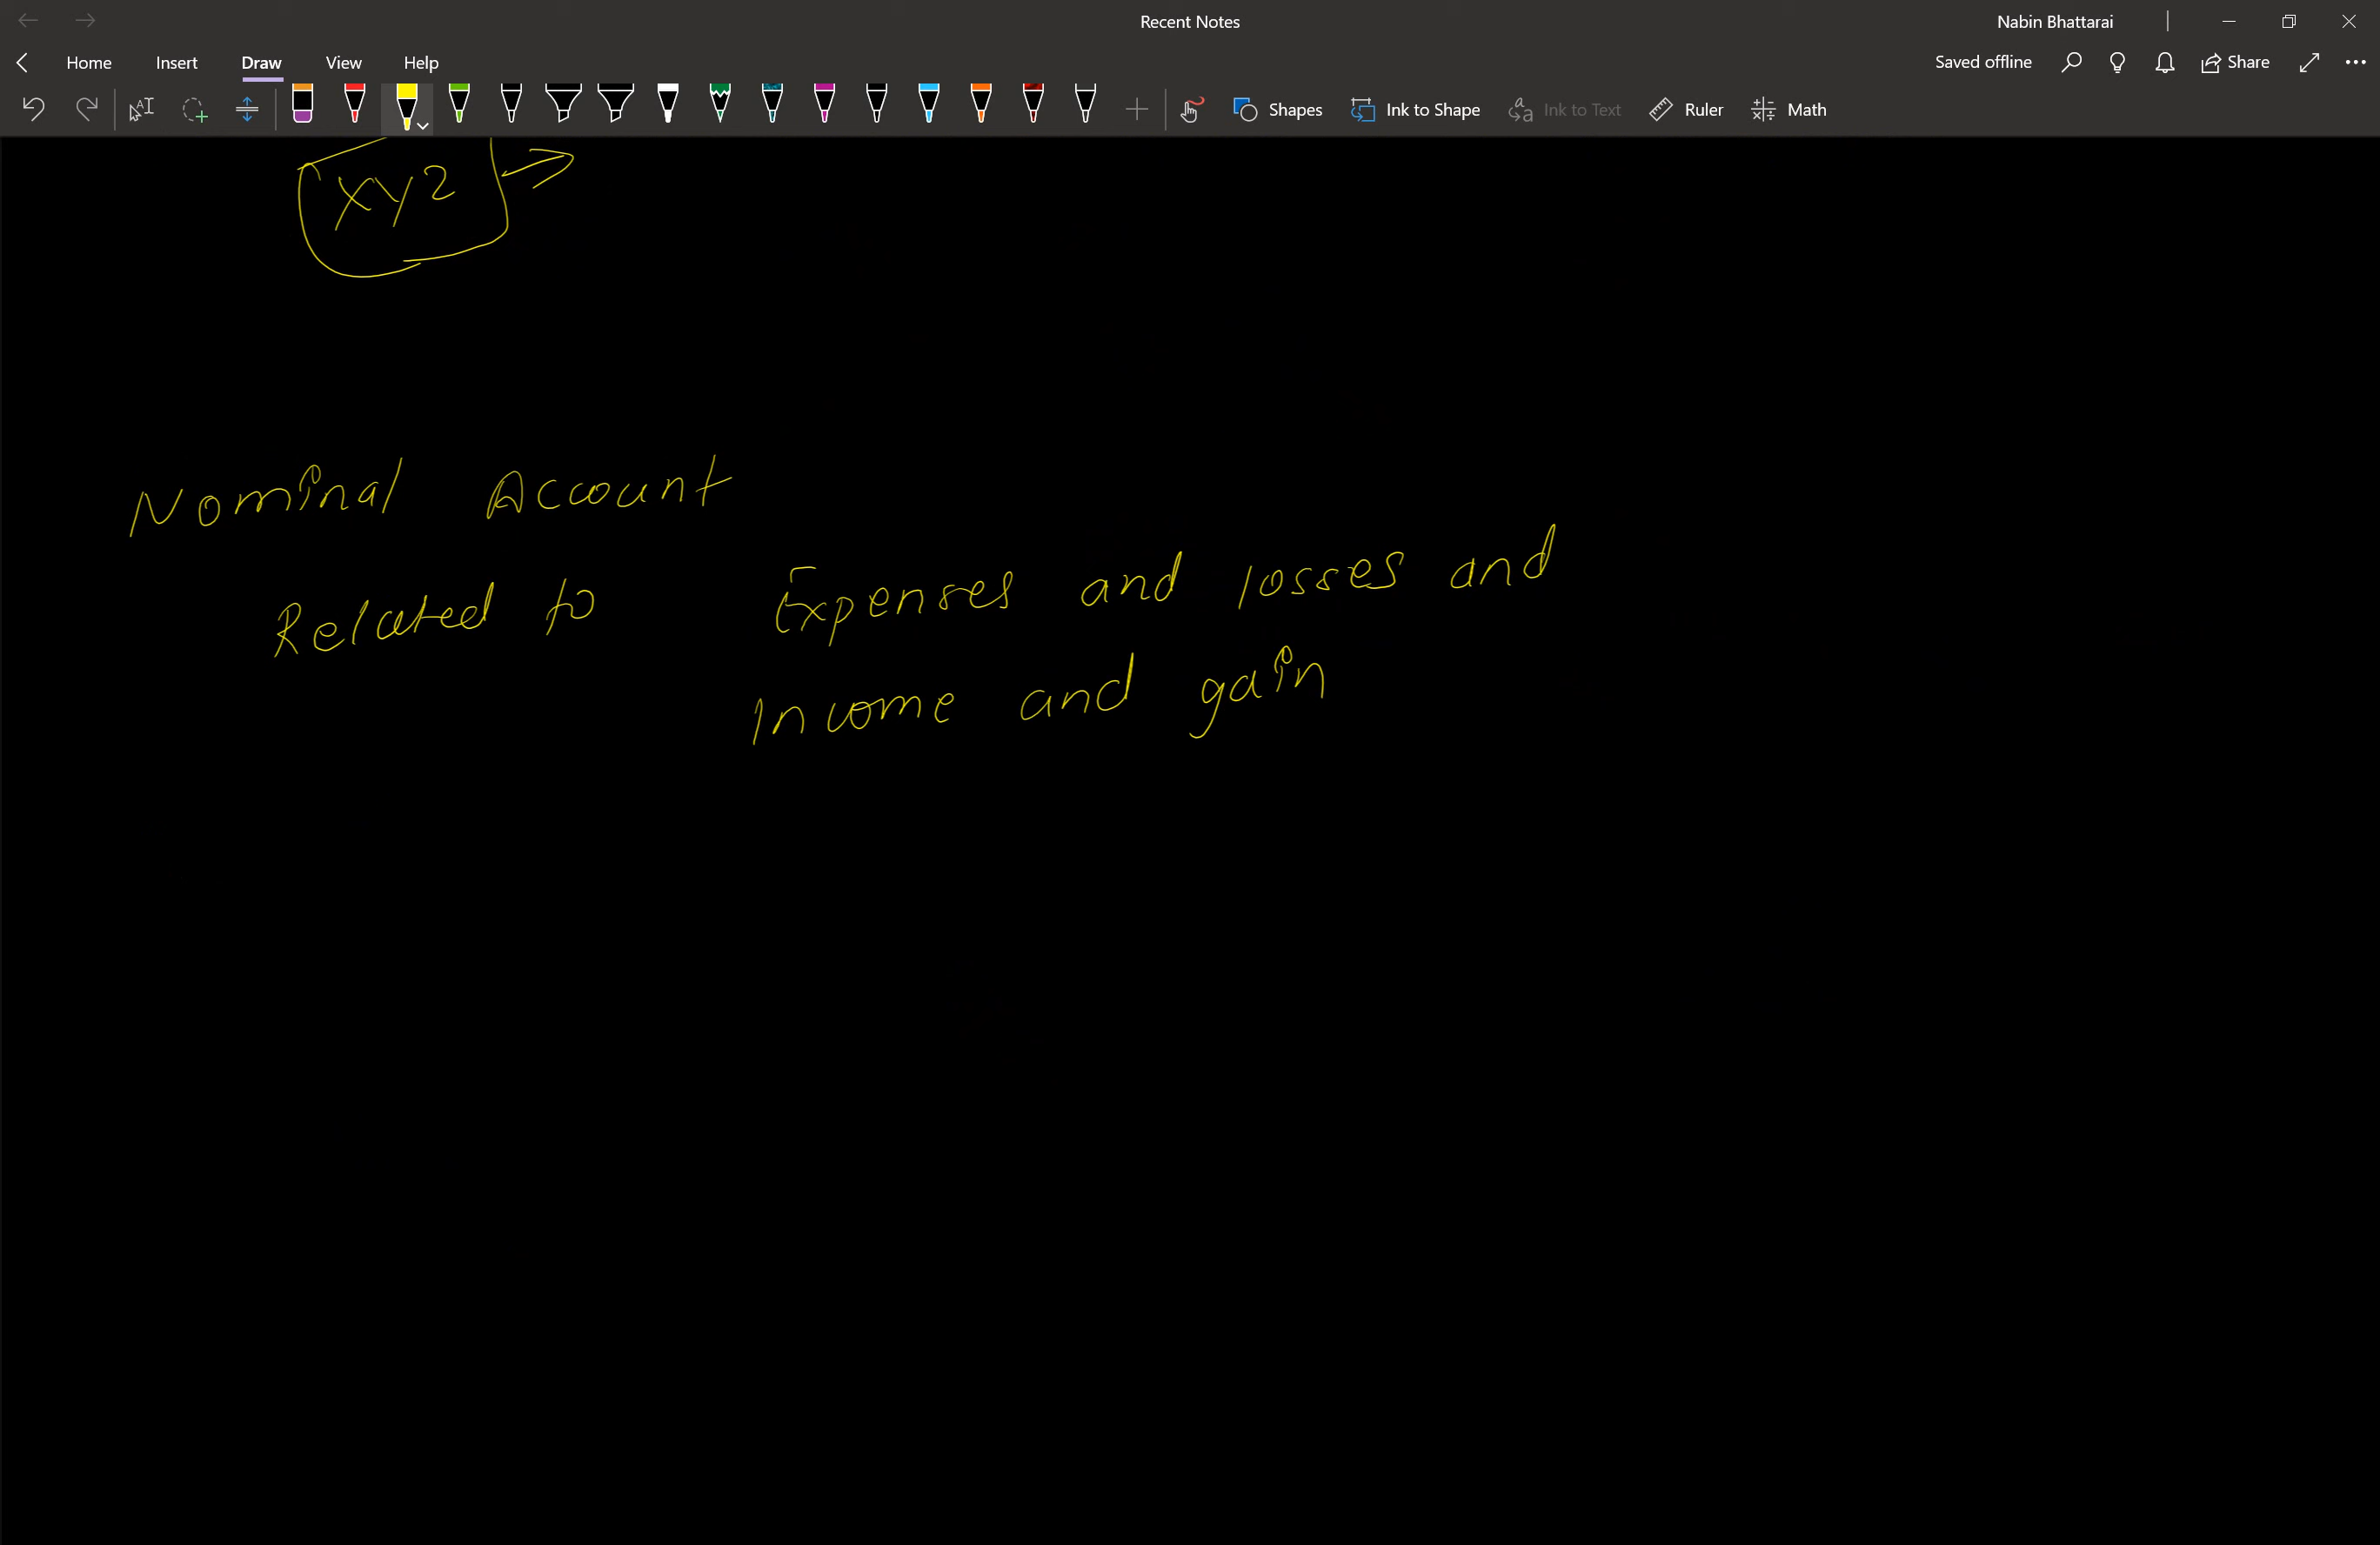 Recent Notes
Nabin Bhattarai
Home Insert Draw View Help
Saved offline
Share
Shapes Ink to Shape Ink to Text Ruler Math
XYZ
Nominal Account
Related to Expenses and losses and
Income and gain